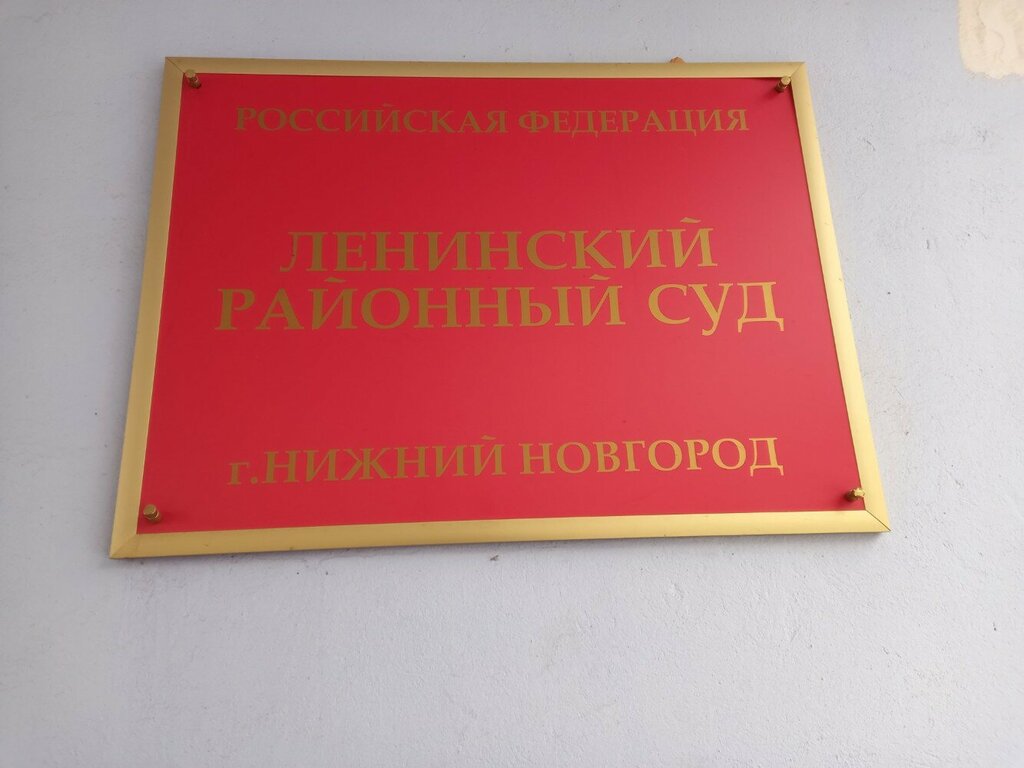 РОССИЙСКАЯ ФЕДЕРАЦИЯ
ЛЕНИНСКИЙ
РАЙОННЫЙ СУД
г.НИЖНИЙ НОВГОРОД